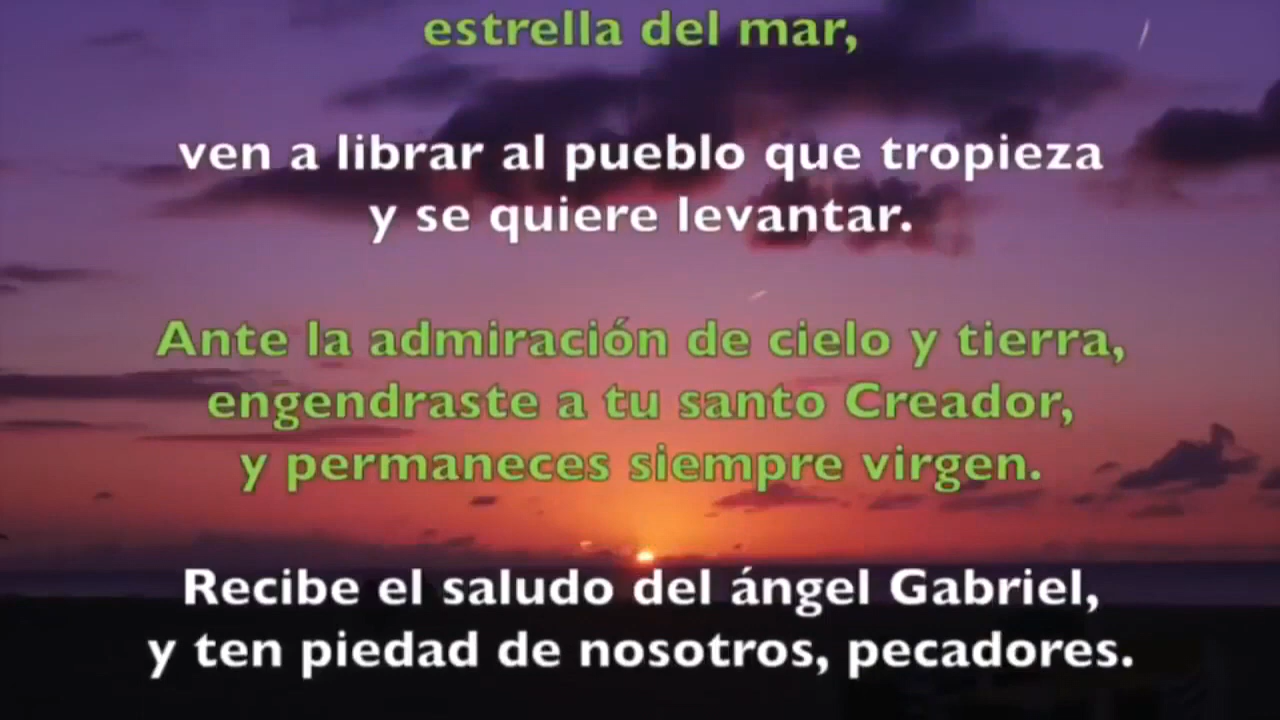 estrella del mar,
ven a librar al pueblo que tropieza
y se quiere levantar.
Ante la admiración de cielo y tierra,
engendraste a tu santo Creador,
y permaneces siempre virgen.
Recibe el saludo del ángel Gabriel,
y ten piedad de nosotros, pecadores.